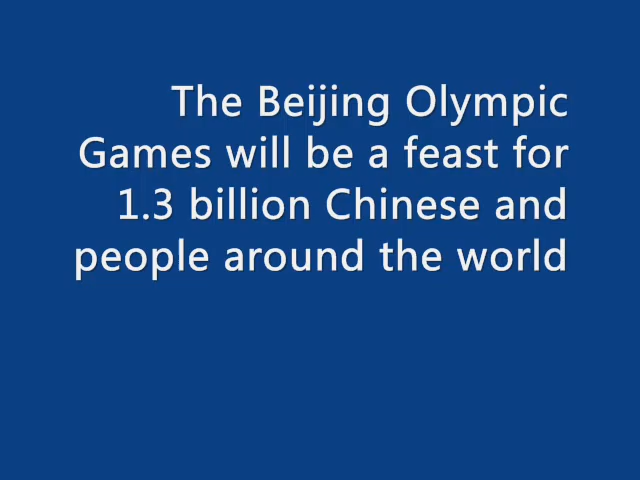 The Beijing Olympic
Games will be a feast for
1.3 billion Chinese and
people around the world